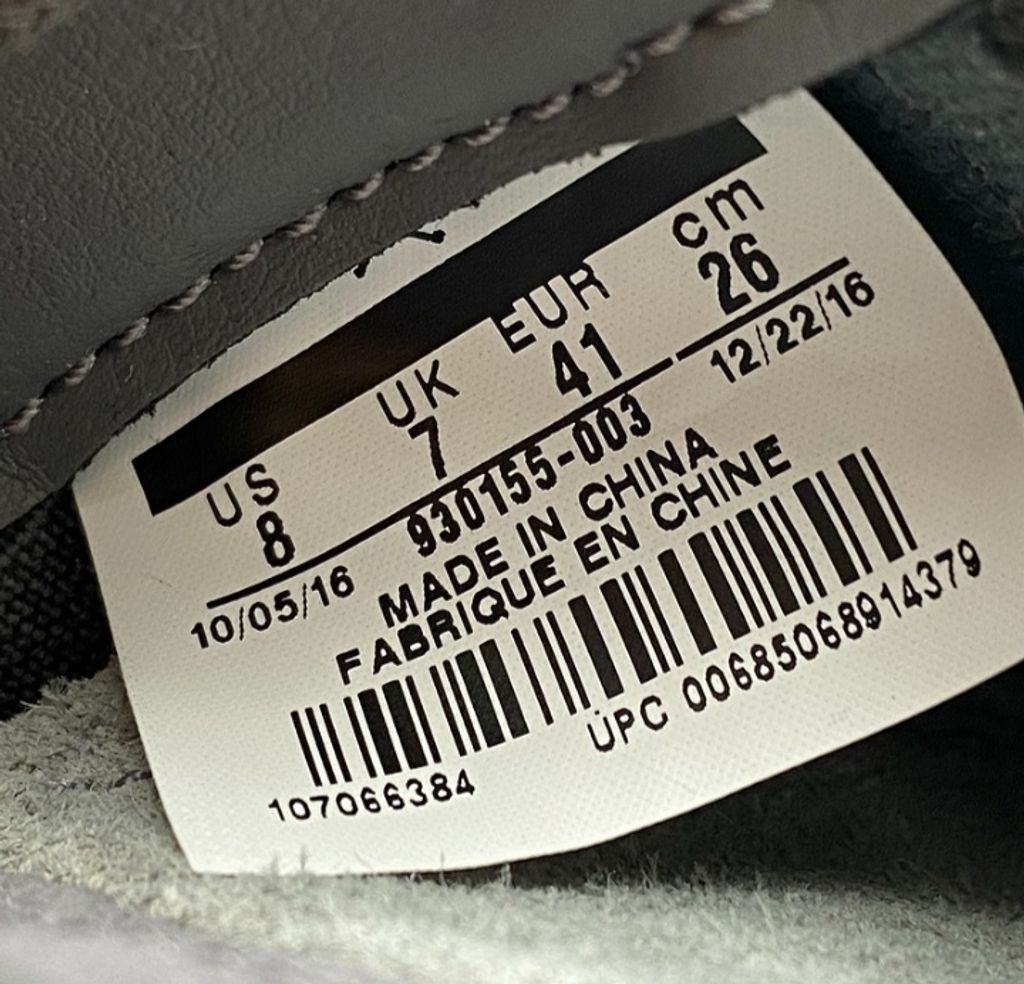 US UK EUR cm
8 7 41 26
10/05/16 930155-003 12/22/16
MADE IN CHINA
FABRIQUE EN CHINE
107066384 UPC 00685068914379